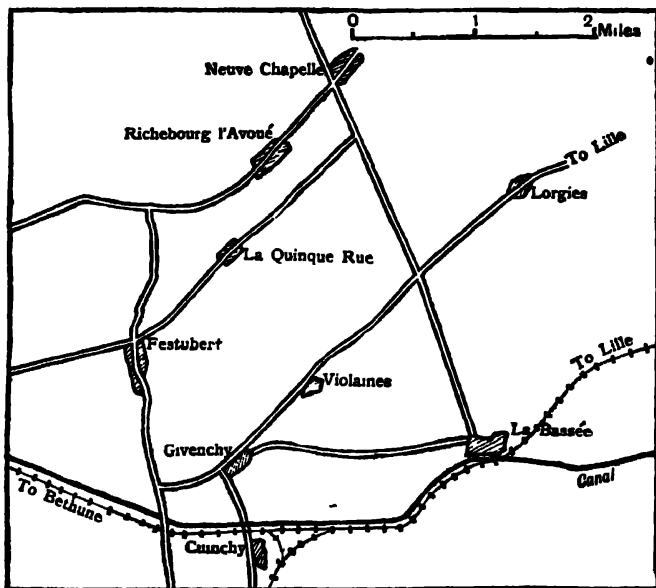 0 1 2
Miles
Neuve Chapelle
Richebourg l'Avoué
To Lille
Lorgies
La Quinque Rue
Festubert
To Lille
Violaines
La Bassée
Givenchy
Canal
To Bethune
Cuinchy